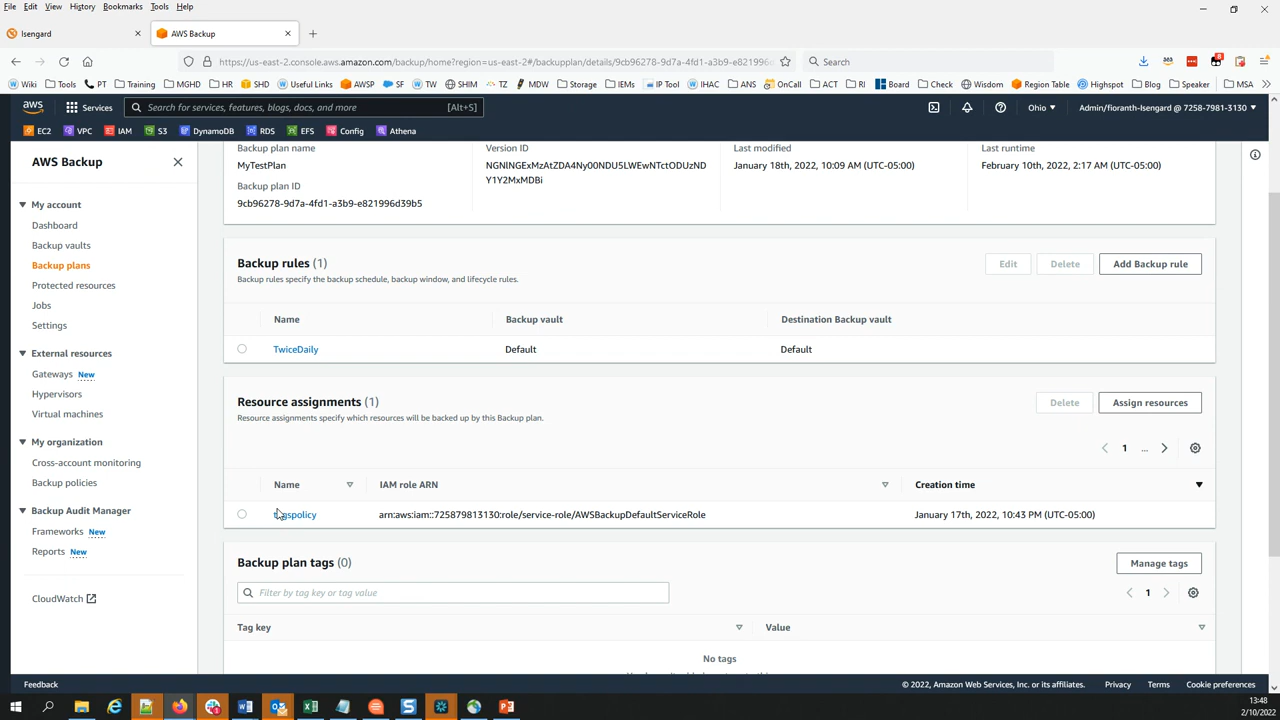 File Edit View History Bookmarks Tools Help
Isengard
AWS Backup
https://us-east-2.console.aws.amazon.com/backup/home?region=us-east-2#/backupplan/details/9cb96278-9d7a-4fd1-a3b9-e821996d
Search
Wiki Tools PT Training MGHD HR SHD Useful Links AWSP SF TW SHIM TZ MDW Storage IEMs IP Tool IHAC ANS OnCall ACT RI Board Check Wisdom Region Table Highspot Blog Speaker MSA
aws Services Search for services, features, blogs, docs, and more [Alt+S] Ohio Admin/fioranth-Isengard @ 7258-7981-3130
EC2 VPC IAM S3 DynamoDB RDS EFS Config Athena
AWS Backup
My account
Dashboard
Backup vaults
Backup plans
Protected resources
Jobs
Settings
External resources
Gateways New
Hypervisors
Virtual machines
My organization
Cross-account monitoring
Backup policies
Backup Audit Manager
Frameworks New
Reports New
CloudWatch
Backup plan name
MyTestPlan
Backup plan ID
9cb96278-9d7a-4fd1-a3b9-e821996d39b5
Version ID
NGNlNGExMzAtZDA4Ny00NDU5LWEwNTctODUzND
Y1Y2MxMDBi
Last modified
January 18th, 2022, 10:09 AM (UTC-05:00)
Last runtime
February 10th, 2022, 2:17 AM (UTC-05:00)
Backup rules (1)
Backup rules specify the backup schedule, backup window, and lifecycle rules.
Edit Delete Add Backup rule
Name Backup vault Destination Backup vault
TwiceDaily Default Default
Resource assignments (1)
Resource assignments specify which resources will be backed up by this Backup plan.
Delete Assign resources
1 ...
Name IAM role ARN Creation time
arn:aws:iam::725879813130:role/service-role/AWSBackupDefaultServiceRole January 17th, 2022, 10:43 PM (UTC-05:00)
Backup plan tags (0)
Manage tags
Filter by tag key or tag value
1
Tag key Value
No tags
Feedback © 2022, Amazon Web Services, Inc. or its affiliates. Privacy Terms Cookie preferences
13:48
2/10/2022